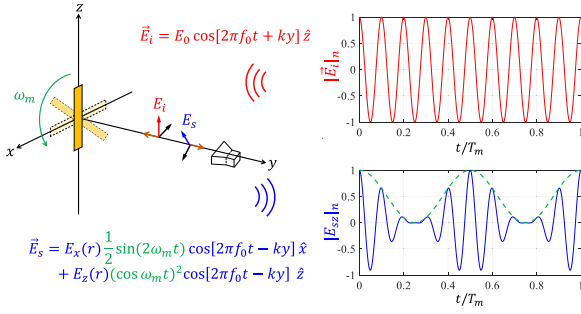 z
E⃗ᵢ = E₀ cos[2πf₀t + ky] ẑ
ωₘ
Eᵢ
Eₛ
x
y
E⃗ₛ = Eₓ(r) 1/2 sin(2ωₘt) cos[2πf₀t − ky] x̂
+ E_z(r)(cos ωₘt)² cos[2πf₀t − ky] ẑ
|E⃗ᵢ|ₙ
1
0.5
0
-0.5
-1
0 0.2 0.4 0.6 0.8 1
t/Tₘ
|E_sz|ₙ
1
0.5
0
-0.5
-1
0 0.2 0.4 0.6 0.8 1
t/Tₘ